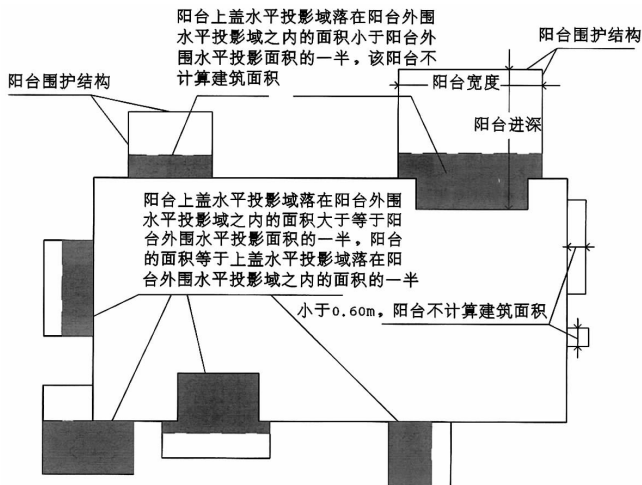 阳台上盖水平投影域落在阳台外围
水平投影域之内的面积小于阳台外
围水平投影面积的一半，该阳台不
计算建筑面积
阳台围护结构
阳台围护结构
阳台宽度
阳台进深
阳台上盖水平投影域落在阳台外围
水平投影域之内的面积大于等于阳
台外围水平投影面积的一半，阳台
的面积等于上盖水平投影域落在阳
台外围水平投影域之内的面积的一半
小于0.60m，阳台不计算建筑面积